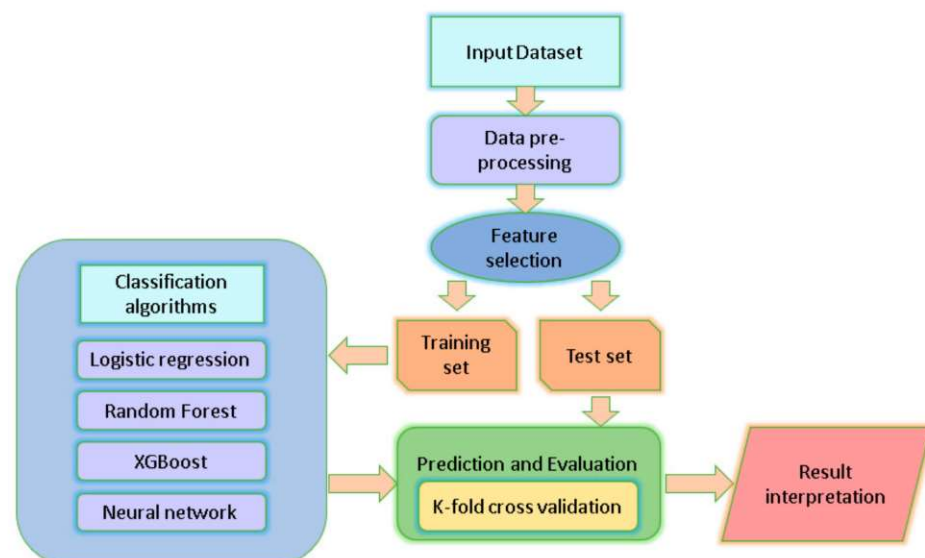 Input Dataset
Data pre-
processing
Feature
selection
Classification
algorithms
Logistic regression
Random Forest
XGBoost
Neural network
Training
set
Test set
Prediction and Evaluation
K-fold cross validation
Result
interpretation